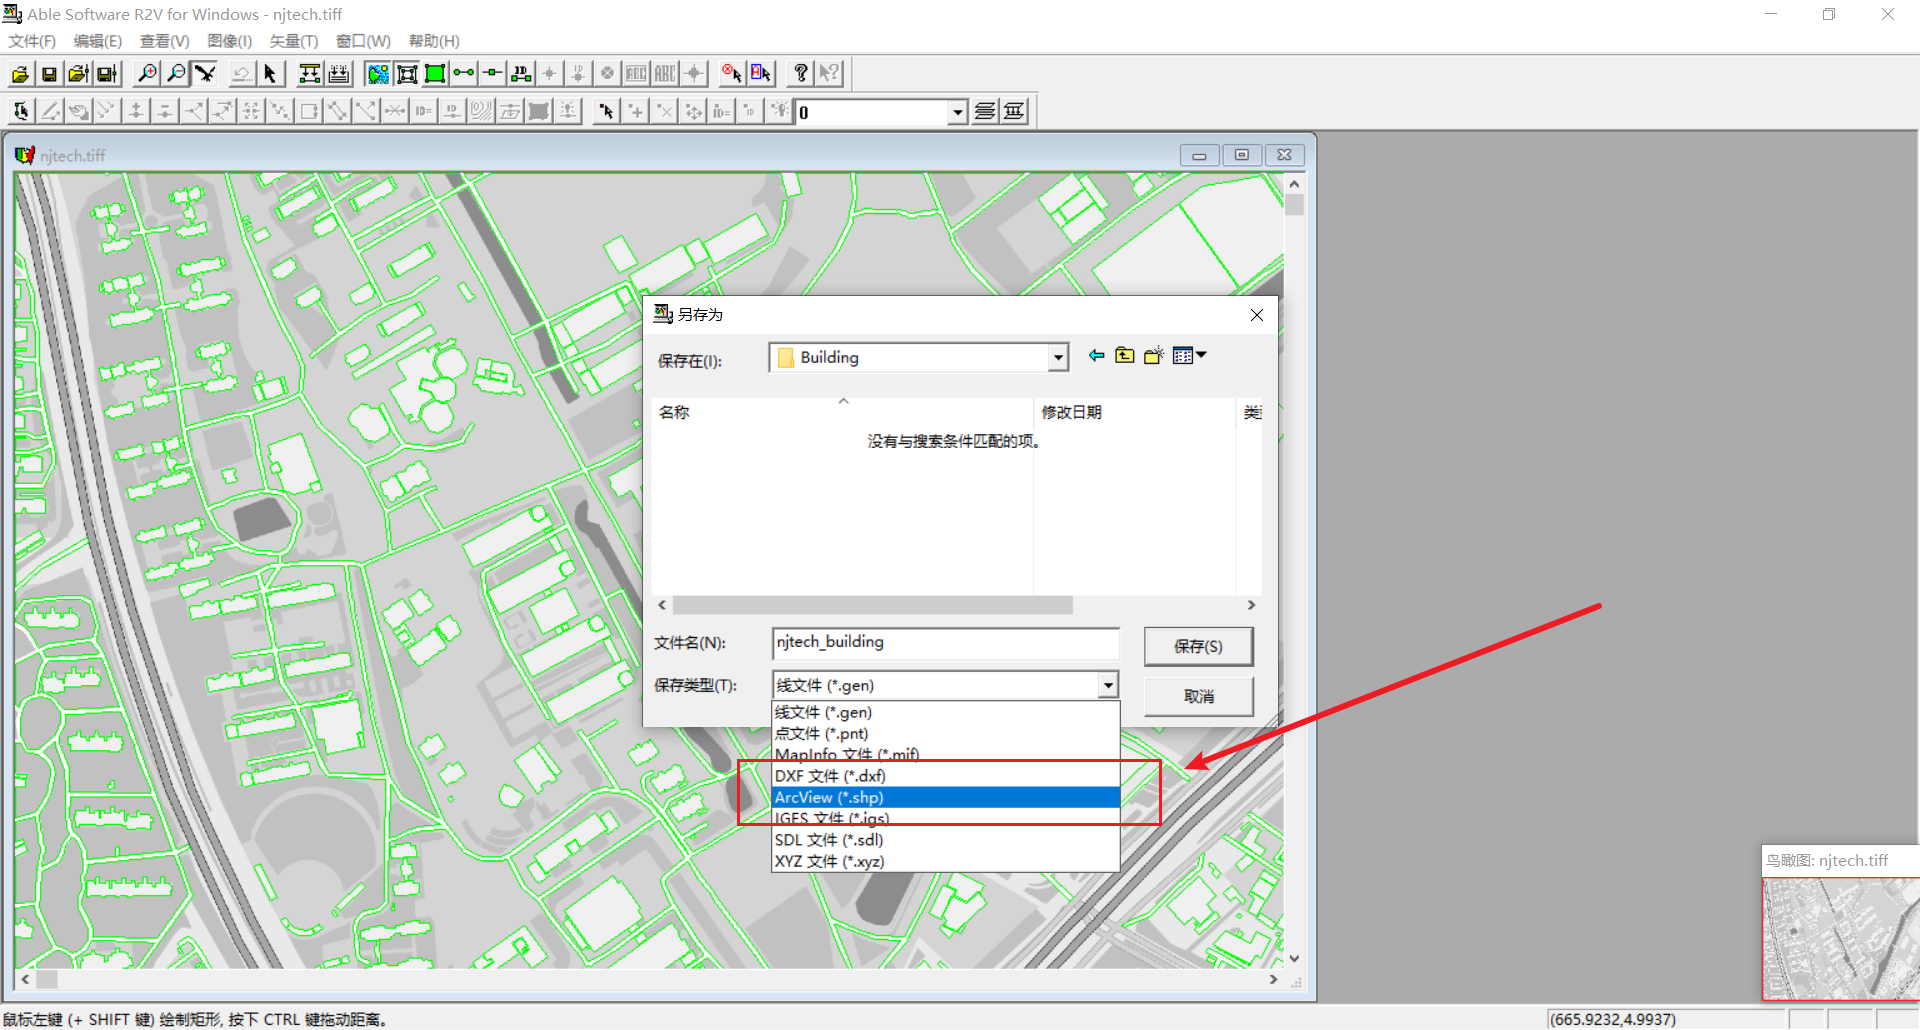 Able Software R2V for Windows - njtech.tiff
文件(F) 编辑(E) 查看(V) 图像(I) 矢量(T) 窗口(W) 帮助(H)
0
njtech.tiff
另存为
保存在(I): Building
名称 修改日期
没有与搜索条件匹配的项。
文件名(N): njtech_building 保存(S)
保存类型(T): 线文件 (*.gen) 取消
线文件 (*.gen)
点文件 (*.pnt)
MapInfo 文件 (*.mif)
DXF 文件 (*.dxf)
ArcView (*.shp)
IGES 文件 (*.igs)
SDL 文件 (*.sdl)
XYZ 文件 (*.xyz)
鸟瞰图: njtech.tiff
鼠标左键 (+ SHIFT 键) 绘制矩形, 按下 CTRL 键拖动距离。
(665.9232,4.9937)